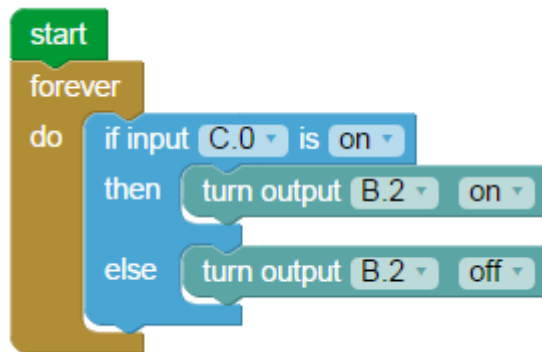 start
forever
do if input C.0 is on
then turn output B.2 on
else turn output B.2 off